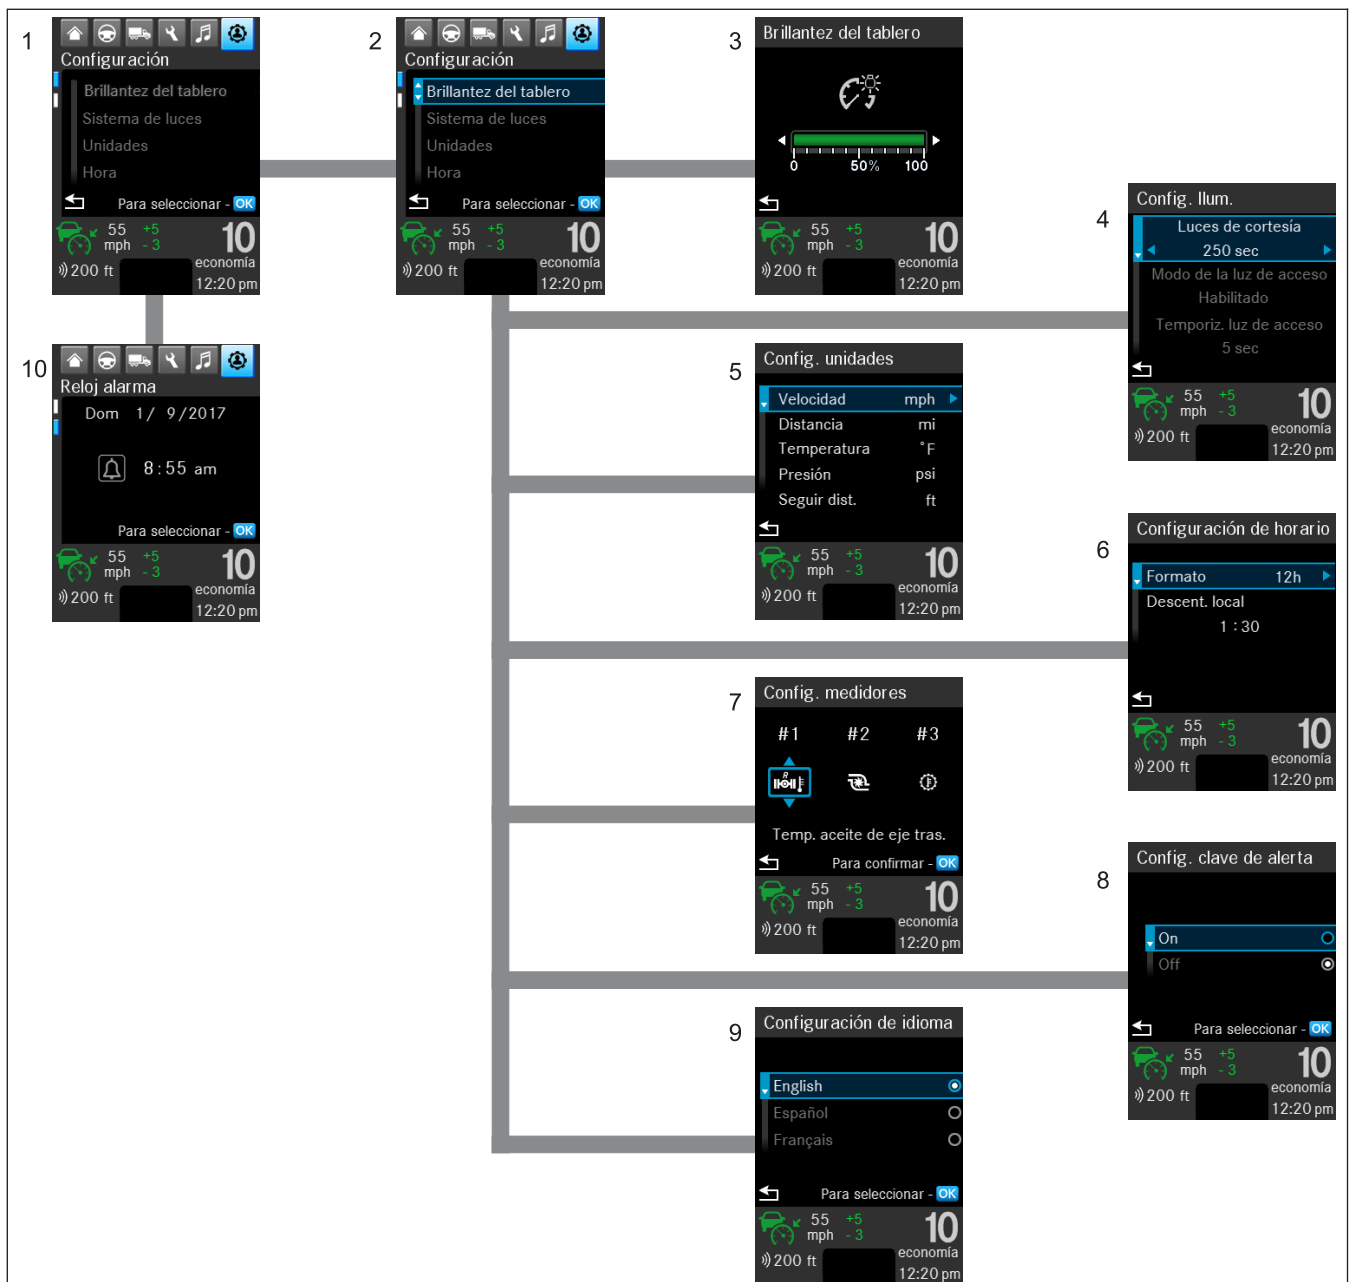 1
Configuración
Brillantez del tablero
Sistema de luces
Unidades
Hora
Para seleccionar - OK
55 +5
mph - 3
10
economía
200 ft
12:20 pm
2
Configuración
Brillantez del tablero
Sistema de luces
Unidades
Hora
Para seleccionar - OK
55 +5
mph - 3
10
economía
200 ft
12:20 pm
3
Brillantez del tablero
0 50% 100
55 +5
mph - 3
10
economía
200 ft
12:20 pm
4
Config. Ilum.
Luces de cortesía
250 sec
Modo de la luz de acceso
Habilitado
Temporiz. luz de acceso
5 sec
55 +5
mph - 3
10
economía
200 ft
12:20 pm
10
Reloj alarma
Dom 1/ 9/2017
8:55 am
Para seleccionar - OK
55 +5
mph - 3
10
economía
200 ft
12:20 pm
5
Config. unidades
Velocidad mph
Distancia mi
Temperatura °F
Presión psi
Seguir dist. ft
55 +5
mph - 3
10
economía
200 ft
12:20 pm
6
Configuración de horario
Formato 12h
Descent. local
1 : 30
55 +5
mph - 3
10
economía
200 ft
12:20 pm
7
Config. medidores
#1 #2 #3
R
Temp. aceite de eje tras.
Para confirmar - OK
55 +5
mph - 3
10
economía
200 ft
12:20 pm
8
Config. clave de alerta
On
Off
Para seleccionar - OK
55 +5
mph - 3
10
economía
200 ft
12:20 pm
9
Configuración de idioma
English
Español
Français
Para seleccionar - OK
55 +5
mph - 3
10
economía
200 ft
12:20 pm